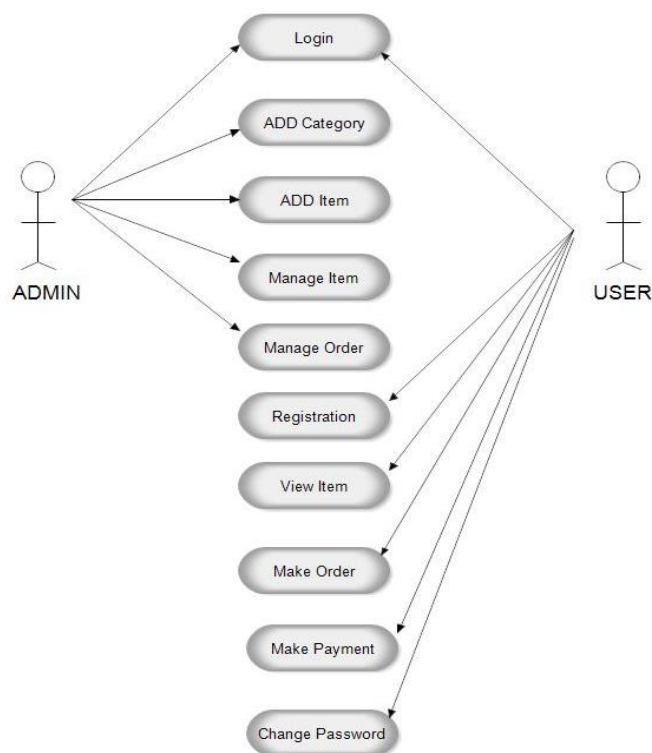 Login
ADD Category
ADD Item
Manage Item
ADMIN
USER
Manage Order
Registration
View Item
Make Order
Make Payment
Change Password